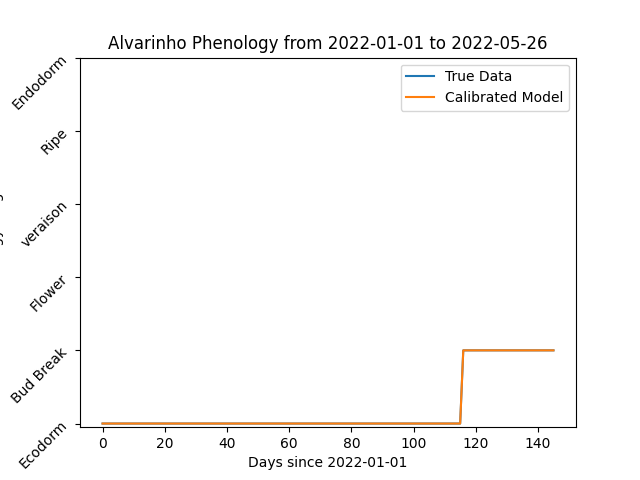 Alvarinho Phenology from 2022-01-01 to 2022-05-26
True Data
Calibrated Model
Endodorm
Ripe
veraison
Flower
Bud Break
Ecodorm
0 20 40 60 80 100 120 140
Days since 2022-01-01